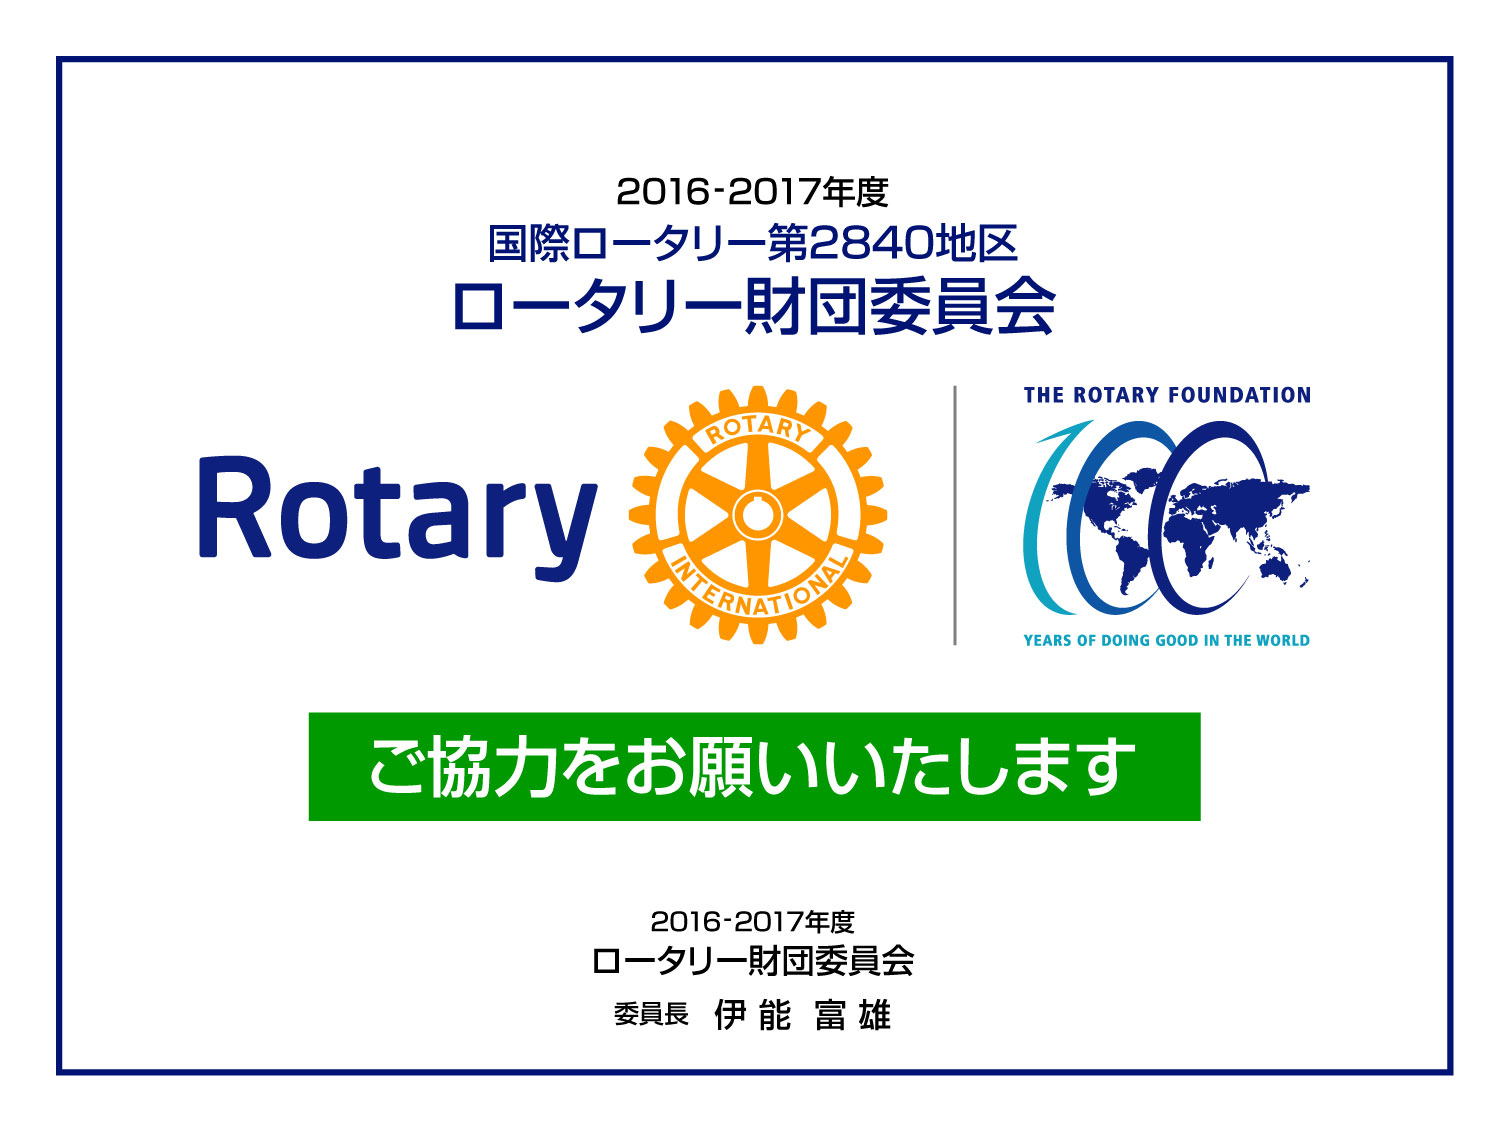 2016-2017年度
国際ロータリー第2840地区
ロータリー財団委員会
Rotary
ROTARY
INTERNATIONAL
THE ROTARY FOUNDATION
100
YEARS OF DOING GOOD IN THE WORLD
ご協力をお願いいたします
2016-2017年度
ロータリー財団委員会
委員長 伊能 富雄